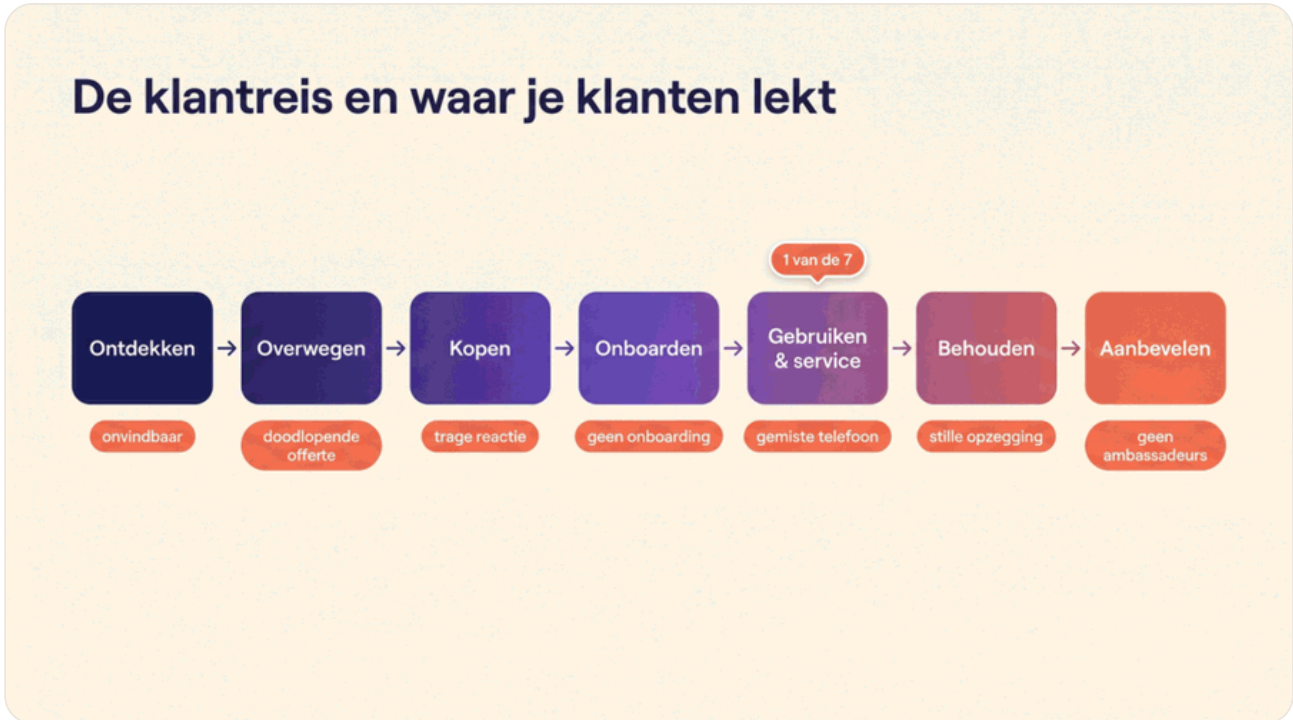 De klantreis en waar je klanten lekt
1 van de 7
Ontdekken
Overwegen
Kopen
Onboarden
Gebruiken
& service
Behouden
Aanbevelen
onvindbaar
doodlopende
offerte
trage reactie
geen onboarding
gemiste telefoon
stille opzegging
geen
ambassadeurs